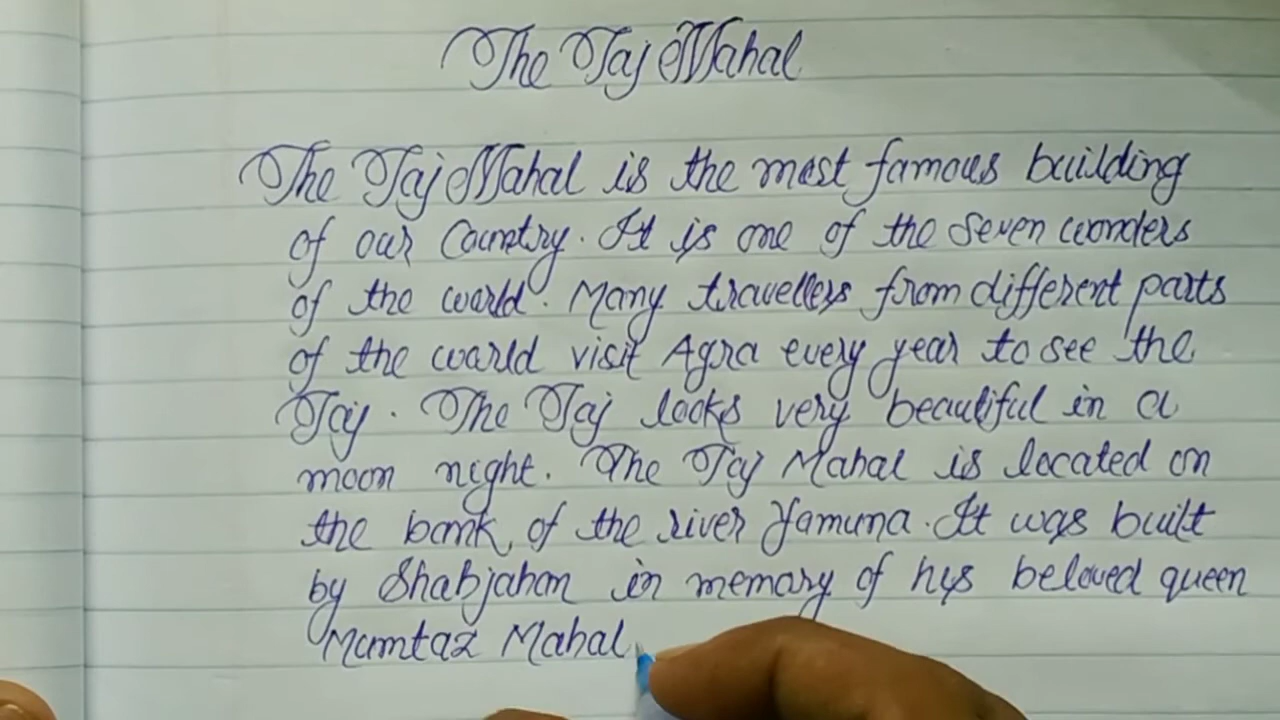 The Taj Mahal
The Taj Mahal is the most famous building
of our Country. It is one of the Seven wonders
of the world. Many travellers from different parts
of the world visit Agra every year to see the
Taj. The Taj looks very beautiful in a
moon night. The Taj Mahal is located on
the bank of the river Yamuna. It was built
by Shahjahan in memory of his beloved queen
Mumtaz Mahal